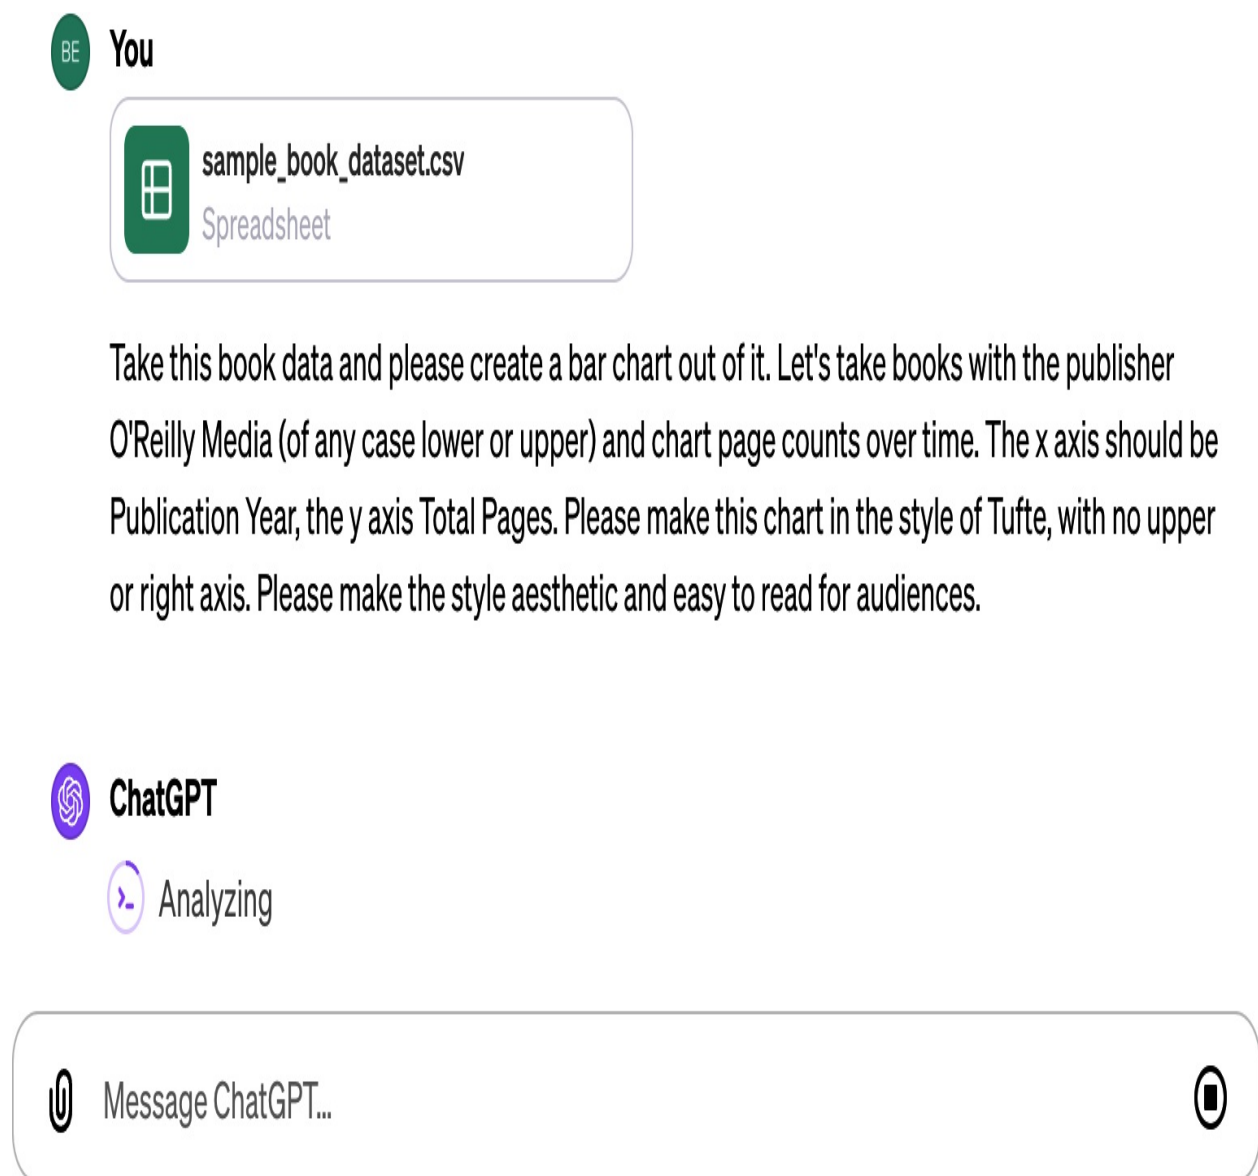 BE You
sample_book_dataset.csv
Spreadsheet
Take this book data and please create a bar chart out of it. Let's take books with the publisher
O'Reilly Media (of any case lower or upper) and chart page counts over time. The x axis should be
Publication Year, the y axis Total Pages. Please make this chart in the style of Tufte, with no upper
or right axis. Please make the style aesthetic and easy to read for audiences.
ChatGPT
Analyzing
Message ChatGPT...